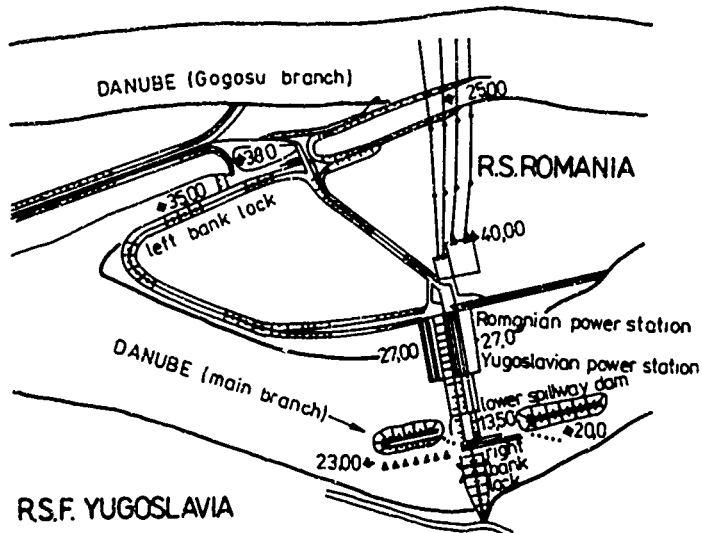 DANUBE (Gogosu branch)
25,00
38,0
R.S.ROMANIA
35,00
left bank lock
40,00
Romanian power station
27,0
27,00
Yugoslavian power station
DANUBE (main branch)
lower spillway dam
13,50
20,0
23,00
right
bank
lock
R.S.F. YUGOSLAVIA